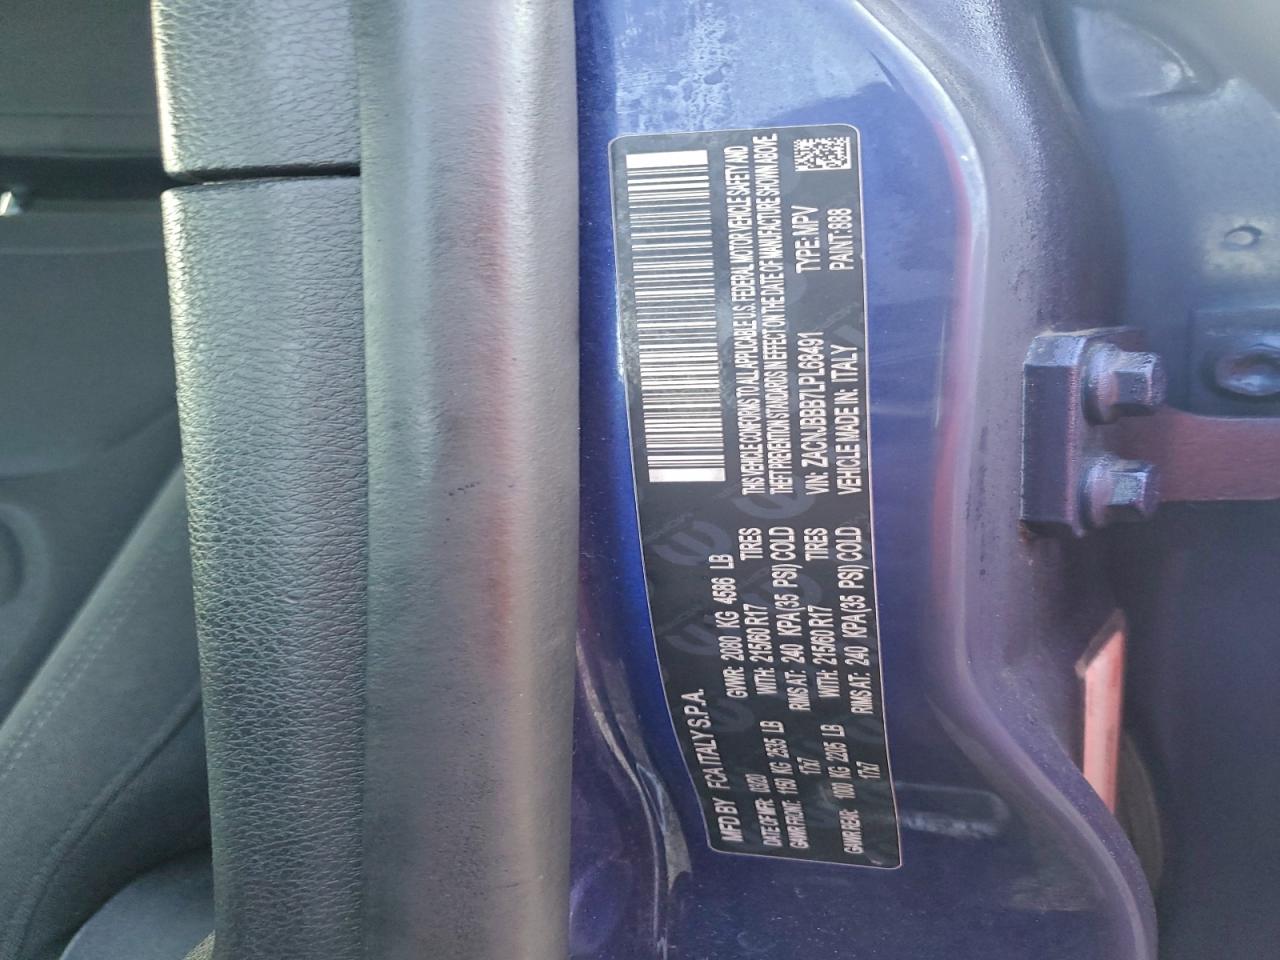 MFD BY FCA ITALY S.P.A.
DATE OF MFR: 0320
GVWR: 2080 KG 4586 LB
GAWR FRONT: 1150 KG 2535 LB
WITH: 215/60 R17 TIRES
17x7
RIMS AT: 240 KPA(35 PSI) COLD
GAWR REAR: 1000 KG 2205 LB
WITH: 215/60 R17 TIRES
17x7
RIMS AT: 240 KPA(35 PSI) COLD
THIS VEHICLE CONFORMS TO ALL APPLICABLE U.S. FEDERAL MOTOR VEHICLE SAFETY AND
THEFT PREVENTION STANDARDS IN EFFECT ON THE DATE OF MANUFACTURE SHOWN ABOVE.
VIN: ZACNJBBB7LPL68491 TYPE: MPV
VEHICLE MADE IN: ITALY PAINT: 888